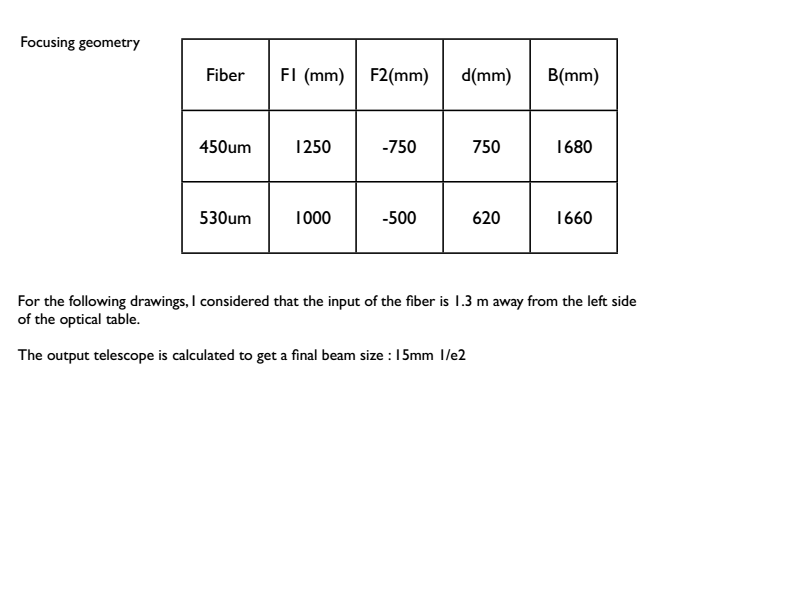 Focusing geometry
Fiber F1 (mm) F2(mm) d(mm) B(mm)
450um 1250 -750 750 1680
530um 1000 -500 620 1660
For the following drawings, I considered that the input of the fiber is 1.3 m away from the left side
of the optical table.
The output telescope is calculated to get a final beam size : 15mm 1/e2